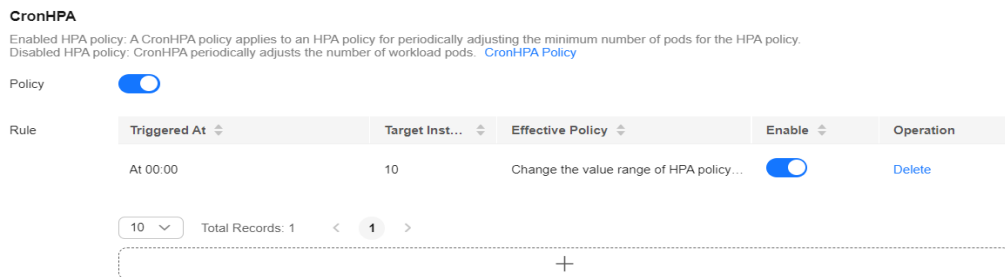 CronHPA
Enabled HPA policy: A CronHPA policy applies to an HPA policy for periodically adjusting the minimum number of pods for the HPA policy.
Disabled HPA policy: CronHPA periodically adjusts the number of workload pods. CronHPA Policy
Policy
Rule Triggered At Target Inst... Effective Policy Enable Operation
At 00:00 10 Change the value range of HPA policy... Delete
10 Total Records: 1 < 1 >
+